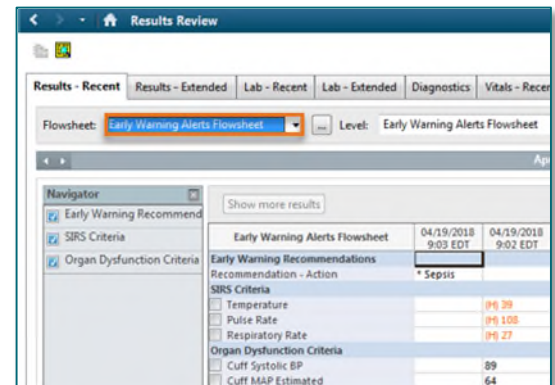 Results Review
Results - Recent Results - Extended Lab - Recent Lab - Extended Diagnostics Vitals - Recen
Flowsheet: Early Warning Alerts Flowsheet ... Level: Early Warning Alerts Flowsheet
Ap
Navigator
Early Warning Recommend
SIRS Criteria
Organ Dysfunction Criteria
Show more results
Early Warning Alerts Flowsheet 04/19/2018 9:03 EDT 04/19/2018 9:02 EDT
Early Warning Recommendations
Recommendation - Action * Sepsis
SIRS Criteria
Temperature (H) 39
Pulse Rate (H) 108
Respiratory Rate (H) 27
Organ Dysfunction Criteria
Cuff Systolic BP 89
Cuff MAP Estimated 64